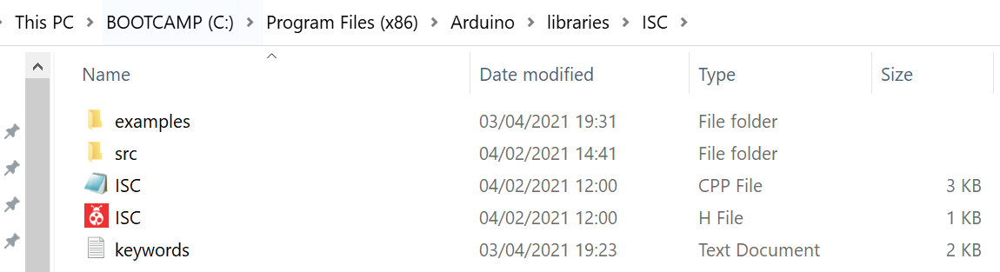 This PC > BOOTCAMP (C:) > Program Files (x86) > Arduino > libraries > ISC >
Name Date modified Type Size
examples 03/04/2021 19:31 File folder
src 04/02/2021 14:41 File folder
ISC 04/02/2021 12:00 CPP File 3 KB
ISC 04/02/2021 12:00 H File 1 KB
keywords 03/04/2021 19:23 Text Document 2 KB